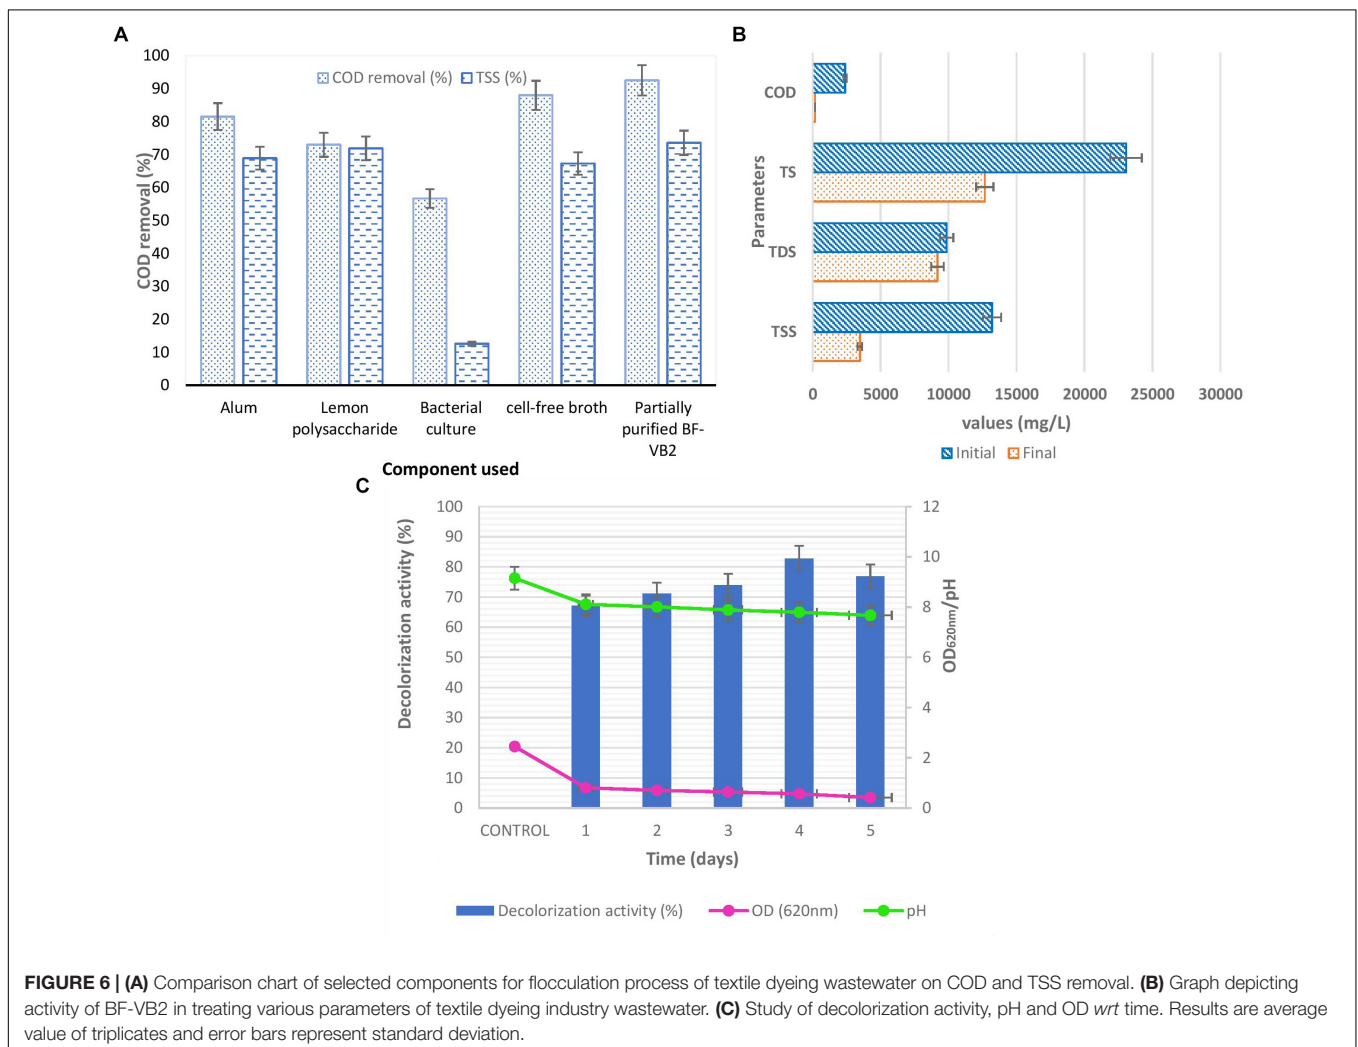 A
100
90
80
70
60
50
40
30
20
10
0
COD removal (%)
COD removal (%) TSS (%)
Alum Lemon polysaccharide Bacterial culture cell-free broth Partially purified BF-VB2
Component used
B
Parameters
COD
TS
TDS
TSS
0 5000 10000 15000 20000 25000 30000
values (mg/L)
Initial Final
C
Decolorization activity (%)
100
90
80
70
60
50
40
30
20
10
0
12
10
8
6
4
2
0
OD620nm/pH
CONTROL 1 2 3 4 5
Time (days)
Decolorization activity (%) OD (620nm) pH
FIGURE 6 | (A) Comparison chart of selected components for flocculation process of textile dyeing wastewater on COD and TSS removal. (B) Graph depicting
activity of BF-VB2 in treating various parameters of textile dyeing industry wastewater. (C) Study of decolorization activity, pH and OD wrt time. Results are average
value of triplicates and error bars represent standard deviation.